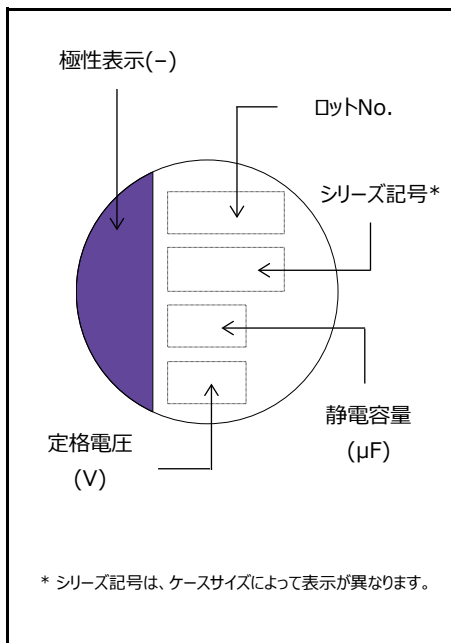 極性表示(−)
ロットNo.
シリーズ記号*
静電容量
(μF)
定格電圧
(V)
* シリーズ記号は、ケースサイズによって表示が異なります。